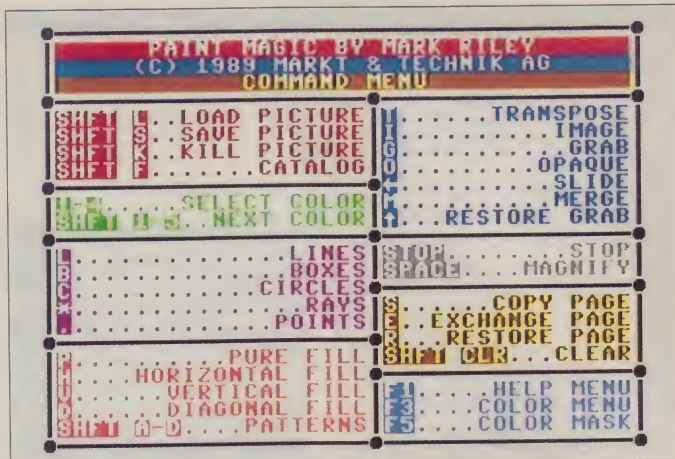 PAINT MAGIC BY MARK RILEY
(C) 1989 MARKT & TECHNIK AG
COMMAND MENU
SHFT L..LOAD PICTURE
SHFT S..SAVE PICTURE
SHFT K..KILL PICTURE
SHFT F.......CATALOG
.....SELECT COLOR
SHFT ..NEXT COLOR
L................LINES
B................BOXES
C..............CIRCLES
*.................RAYS
................POINTS
P............PURE FILL
H......HORIZONTAL FILL
V........VERTICAL FILL
D........DIAGONAL FILL
SHFT A-D....PATTERNS
.......TRANSPOSE
I...........IMAGE
G............GRAB
O..........OPAQUE
...........SLIDE
M...........MERGE
↑...RESTORE GRAB
STOP.........STOP
SPACE.....MAGNIFY
S.......COPY PAGE
E...EXCHANGE PAGE
R....RESTORE PAGE
SHFT CLR...CLEAR
F1......HELP MENU
F3.....COLOR MENU
F5.....COLOR MASK